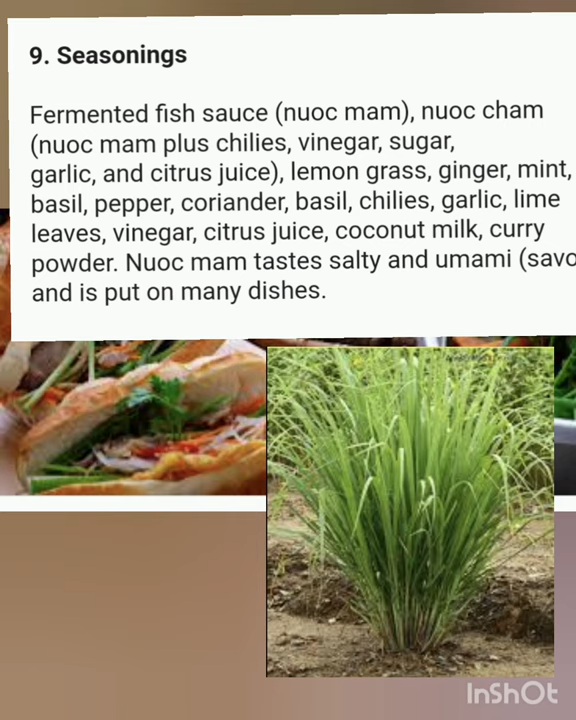 9. Seasonings
Fermented fish sauce (nuoc mam), nuoc cham
(nuoc mam plus chilies, vinegar, sugar,
garlic, and citrus juice), lemon grass, ginger, mint,
basil, pepper, coriander, basil, chilies, garlic, lime
leaves, vinegar, citrus juice, coconut milk, curry
powder. Nuoc mam tastes salty and umami (savo
and is put on many dishes.
InShOt